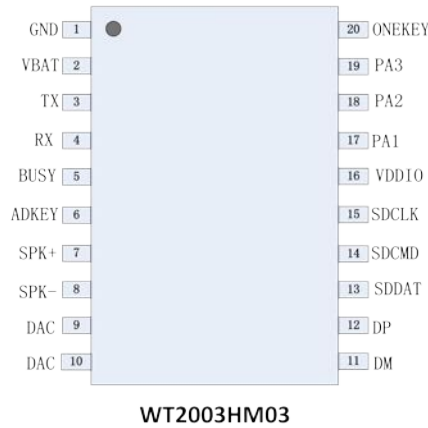 GND 1
VBAT 2
TX 3
RX 4
BUSY 5
ADKEY 6
SPK+ 7
SPK- 8
DAC 9
DAC 10
20 ONEKEY
19 PA3
18 PA2
17 PA1
16 VDDIO
15 SDCLK
14 SDCMD
13 SDDAT
12 DP
11 DM
WT2003HM03